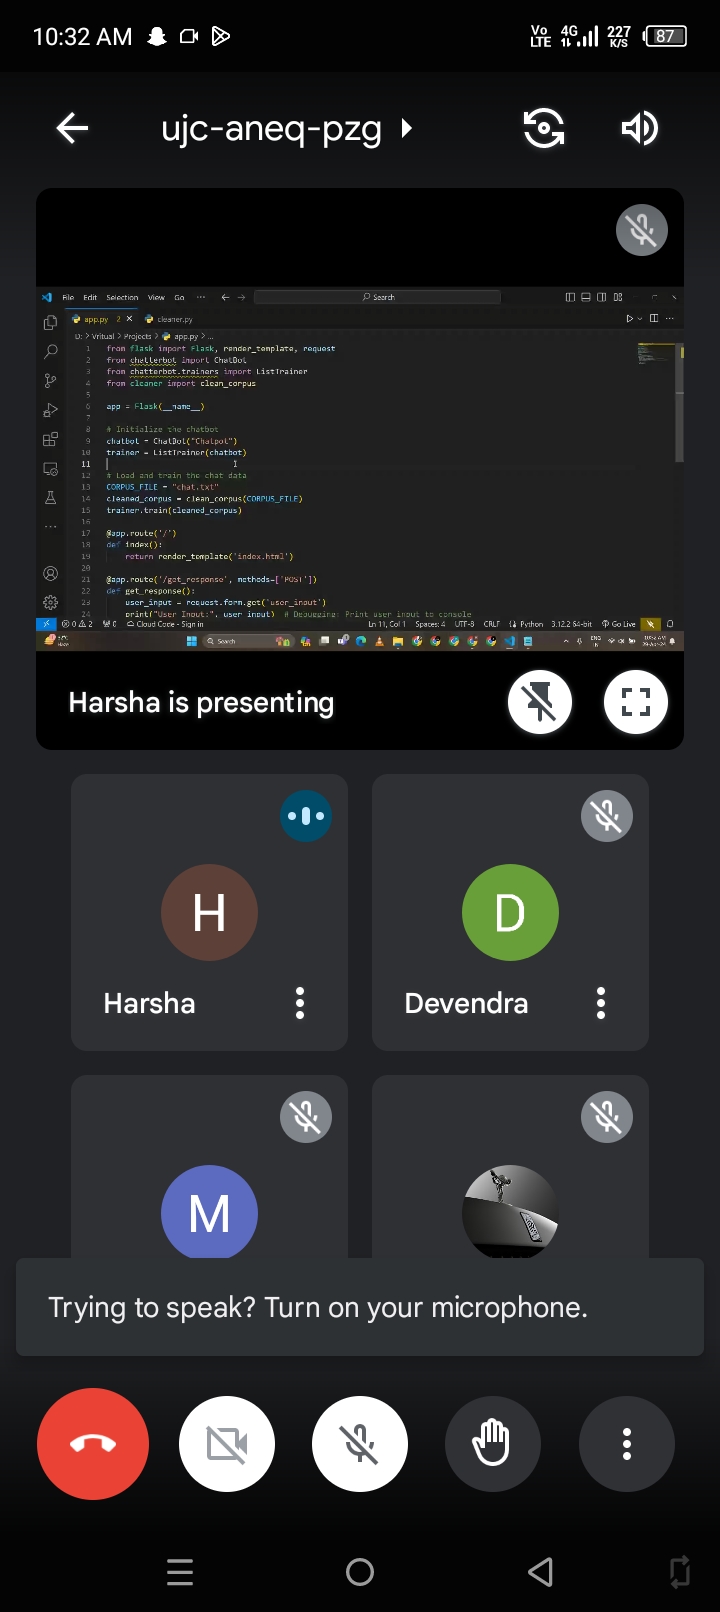 10:32 AM
Vo LTE 4G 227 K/S 87
ujc-aneq-pzg
File Edit Selection View Go ... Search
app.py 2 cleaner.py
D: > Vritual > Projects > app.py > ...
1 from flask import Flask, render_template, request
2 from chatterbot import ChatBot
3 from chatterbot.trainers import ListTrainer
4 from cleaner import clean_corpus
5
6 app = Flask(__name__)
7
8 # Initialize the chatbot
9 chatbot = ChatBot("Chatpot")
10 trainer = ListTrainer(chatbot)
11
12 # Load and train the chat data
13 CORPUS_FILE = "chat.txt"
14 cleaned_corpus = clean_corpus(CORPUS_FILE)
15 trainer.train(cleaned_corpus)
16
17 @app.route('/')
18 def index():
19 return render_template('index.html')
20
21 @app.route('/get_response', methods=['POST'])
22 def get_response():
23 user_input = request.form.get('user_input')
24 print("User Input:", user_input) # Debugging: Print user input to console
0 2 0 Cloud Code - Sign in Ln 11, Col 1 Spaces: 4 UTF-8 CRLF Python 3.12.2 64-bit Go Live
Search ENG IN
Harsha is presenting
H
Harsha
D
Devendra
M
Trying to speak? Turn on your microphone.